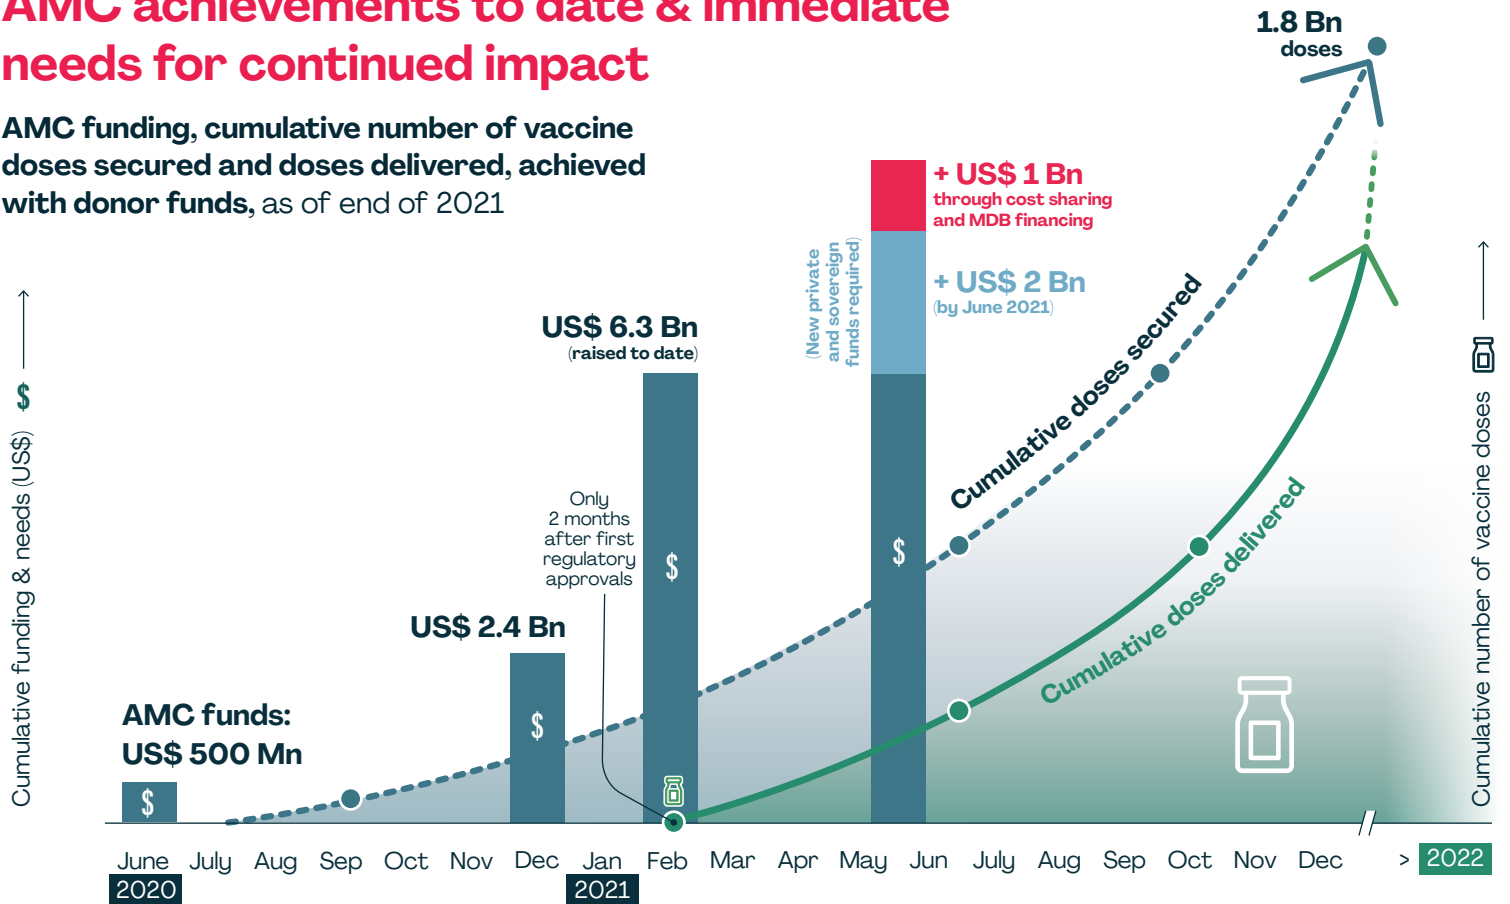 AMC achievements to date & immediate
needs for continued impact
AMC funding, cumulative number of vaccine
doses secured and doses delivered, achieved
with donor funds, as of end of 2021
Cumulative funding & needs (US$) $
AMC funds:
US$ 500 Mn
$
US$ 2.4 Bn
$
US$ 6.3 Bn
(raised to date)
$
Only
2 months
after first
regulatory
approvals
(New private
and sovereign
funds required)
+ US$ 1 Bn
through cost sharing
and MDB financing
+ US$ 2 Bn
(by June 2021)
$
Cumulative doses secured
Cumulative doses delivered
1.8 Bn
doses
Cumulative number of vaccine doses
June July Aug Sep Oct Nov Dec Jan Feb Mar Apr May Jun July Aug Sep Oct Nov Dec > 2022
2020 2021